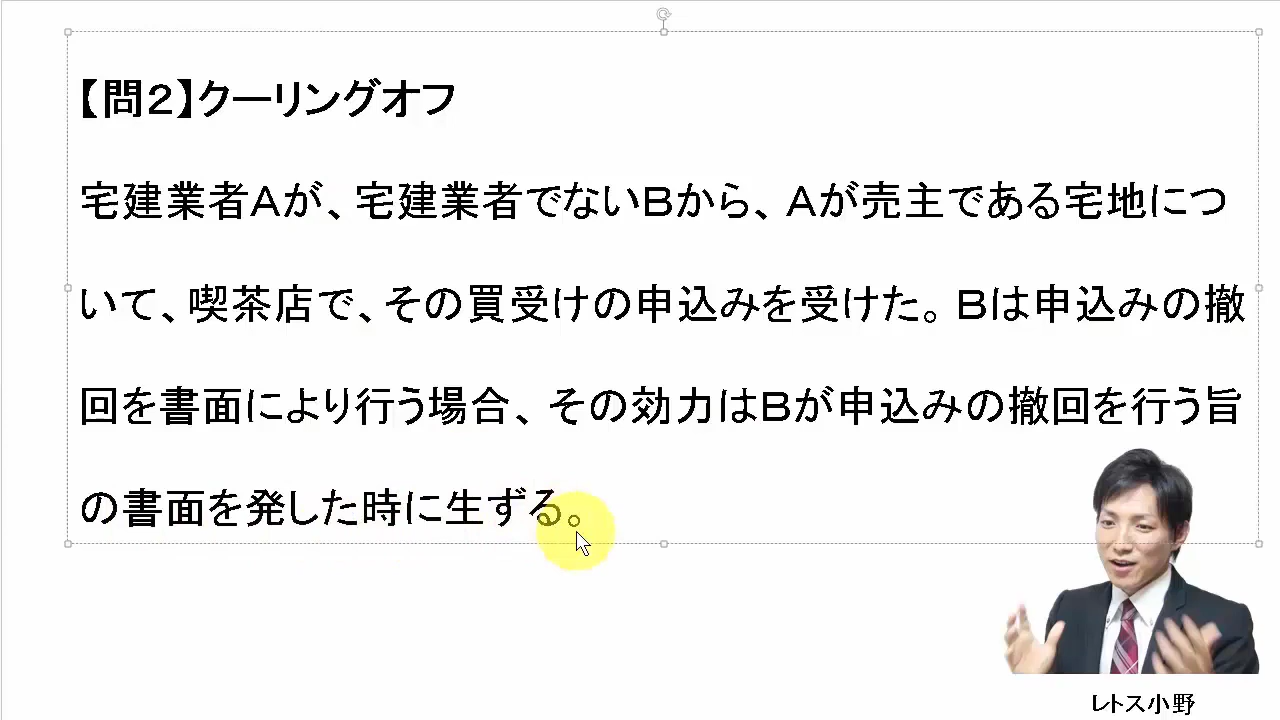 【問２】クーリングオフ
宅建業者Ａが、宅建業者でないＢから、Ａが売主である宅地につ
いて、喫茶店で、その買受けの申込みを受けた。Ｂは申込みの撤
回を書面により行う場合、その効力はＢが申込みの撤回を行う旨
の書面を発した時に生ずる。
レトス小野